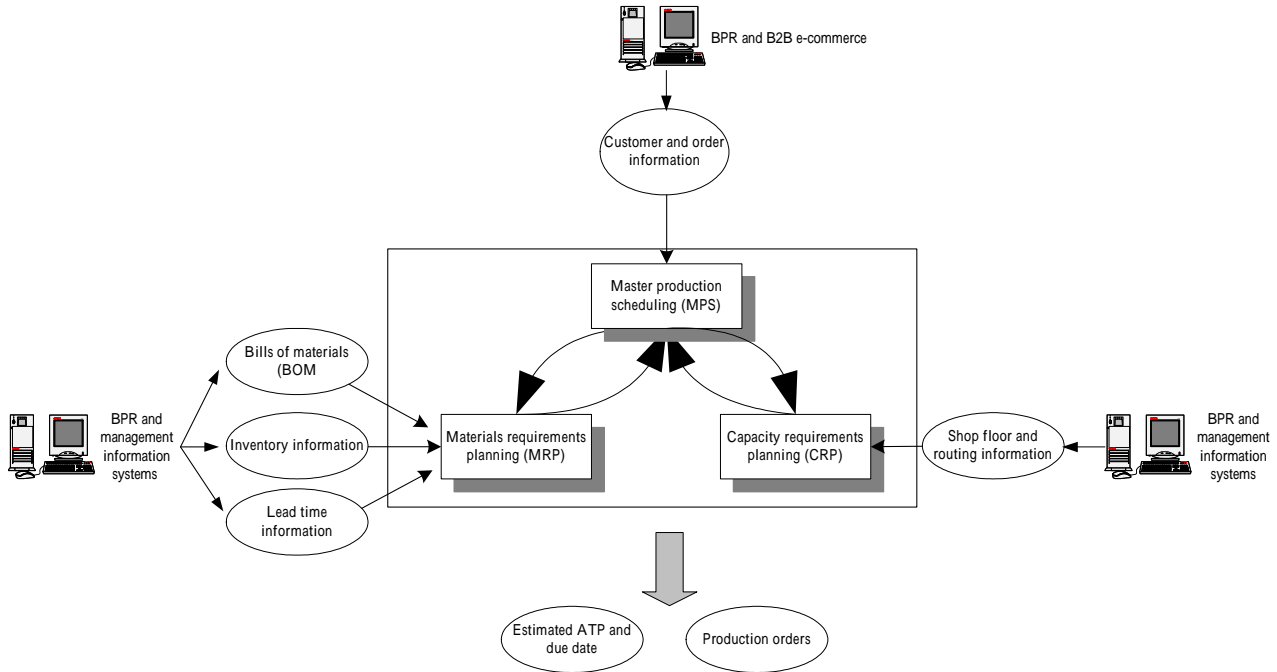 BPR and B2B e-commerce
Customer and order
information
Master production
scheduling (MPS)
Bills of materials
(BOM
BPR and
management
information
systems
Inventory information
Materials requirements
planning (MRP)
Capacity requirements
planning (CRP)
Shop floor and
routing information
BPR and
management
information
systems
Lead time
information
Estimated ATP and
due date
Production orders